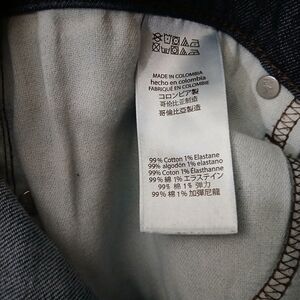 MADE IN COLOMBIA
hecho en colombia
FABRIQUÉ EN COLOMBIE
コロンビア製
哥伦比亚制造
哥倫比亞製造
99% Cotton 1% Elastane
99% algodón 1% elastano
99% Coton 1% Élasthanne
99% 綿 1% エラステイン
99% 棉 1% 弹力
99% 棉 1% 加彈尼龍